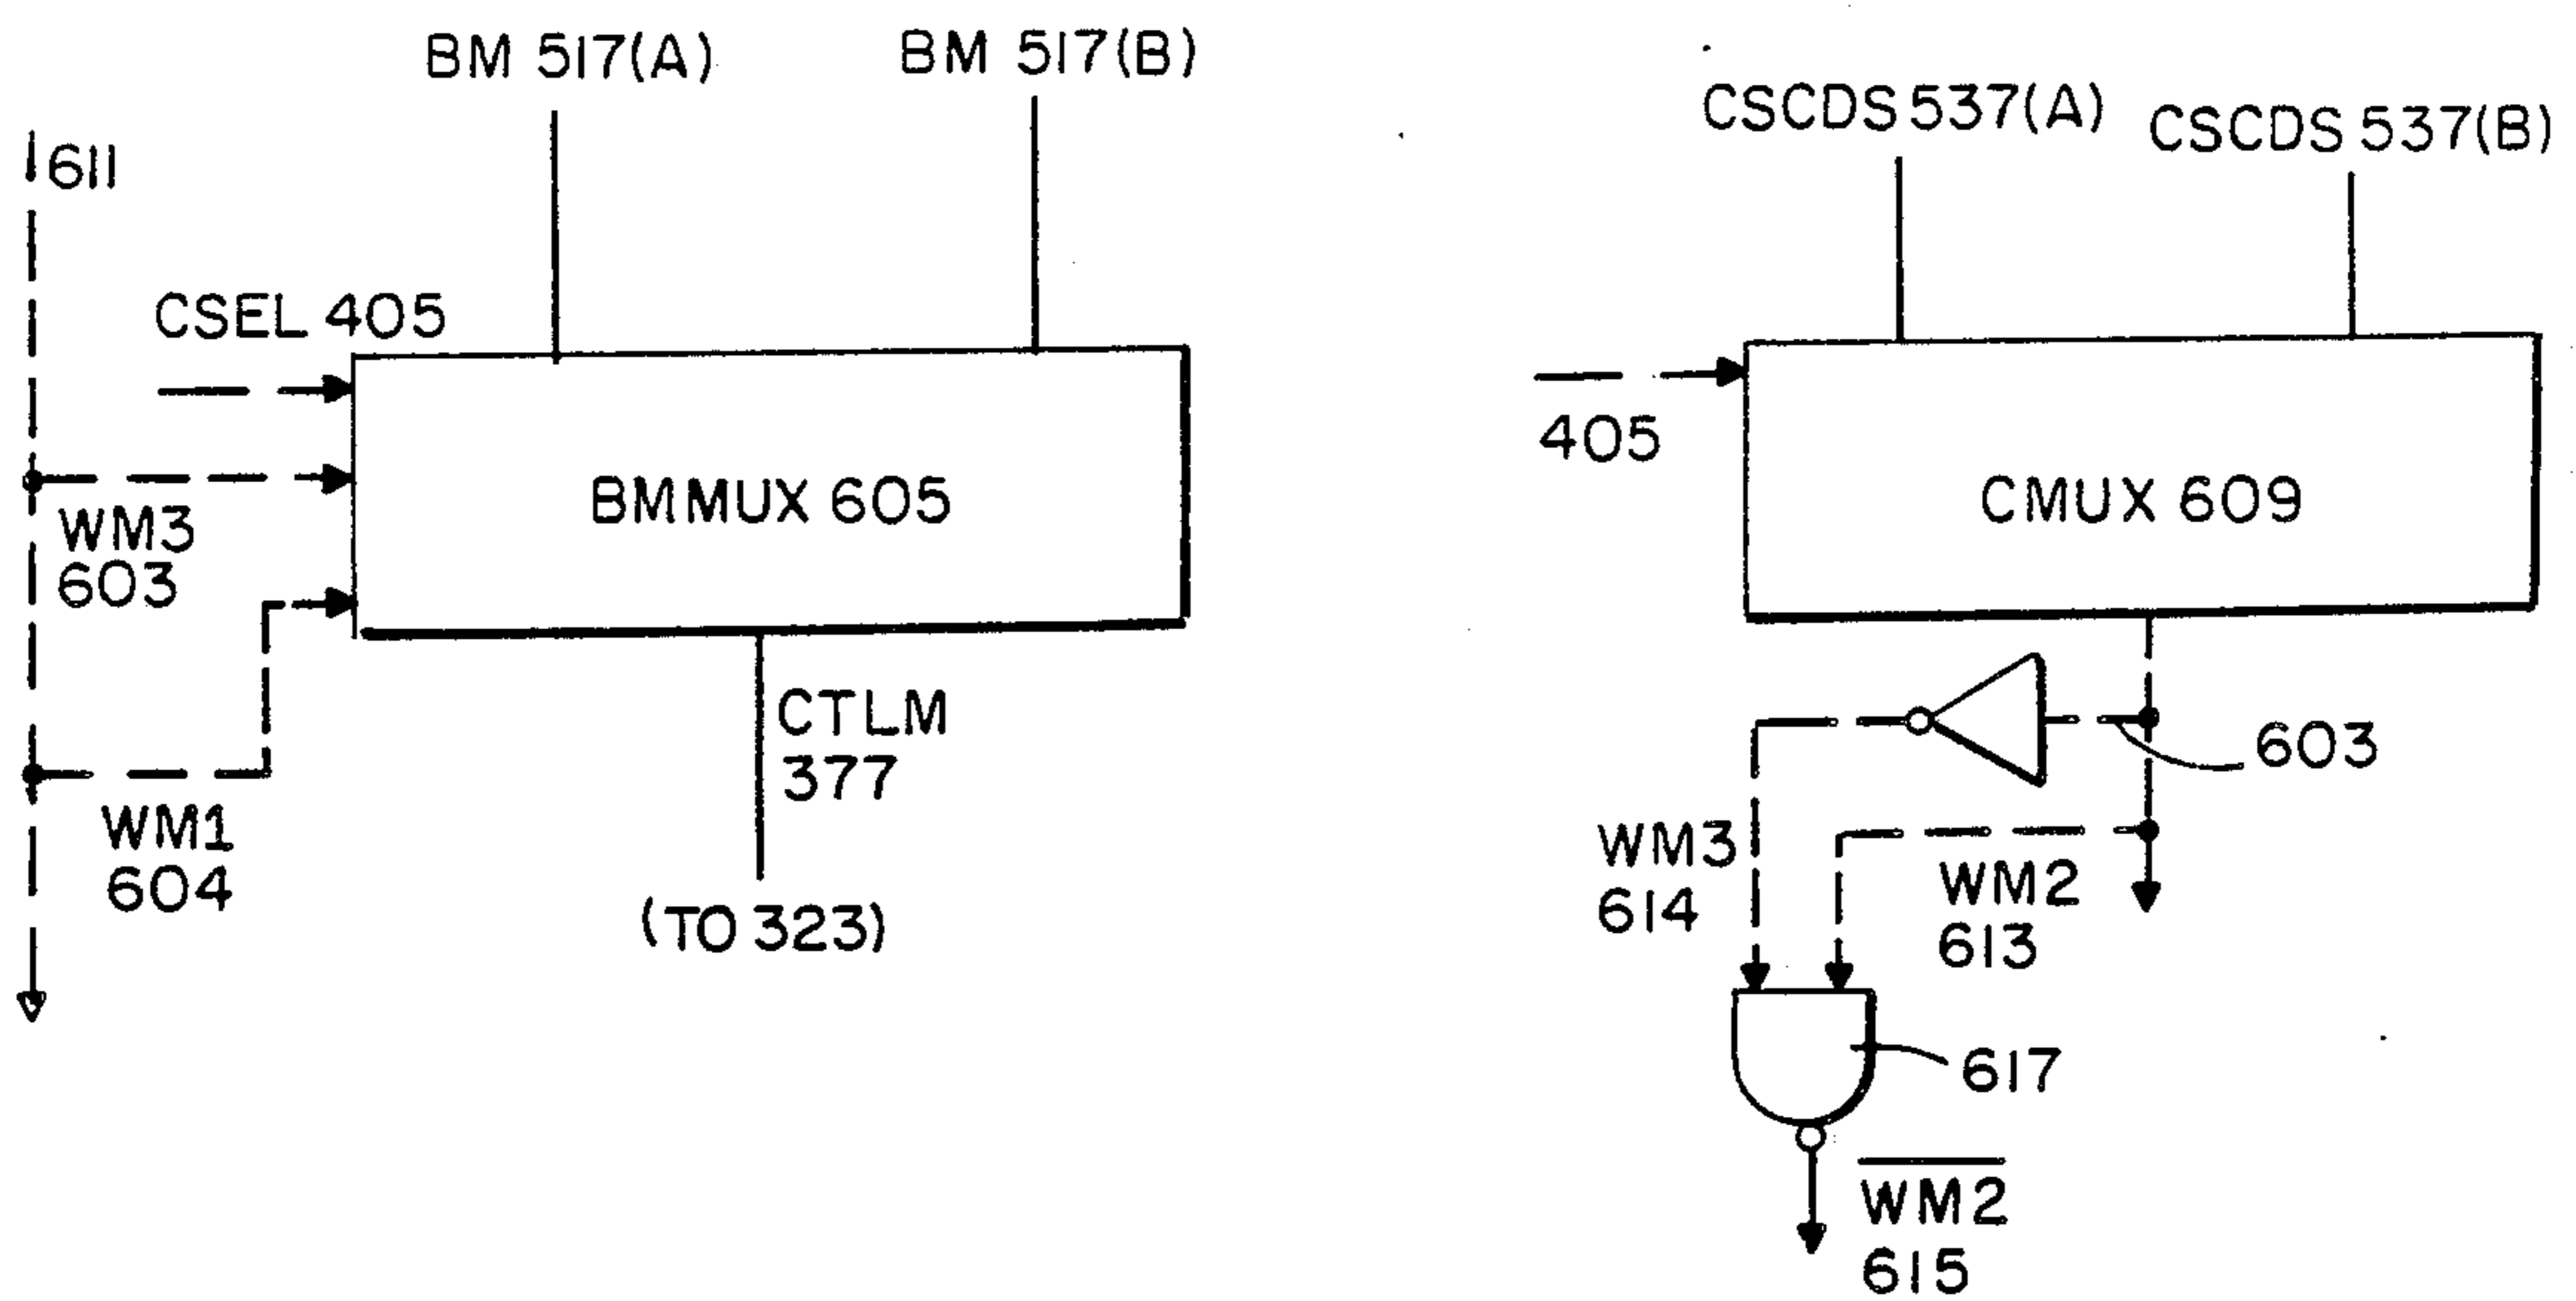 BM 517(A)
BM 517(B)
611
CSEL 405
WM3
603
BMMUX 605
WM1
604
CTLM
377
(TO 323)
CSCDS 537(A)
CSCDS 537(B)
405
CMUX 609
603
WM3
614
WM2
613
617
WM2
615